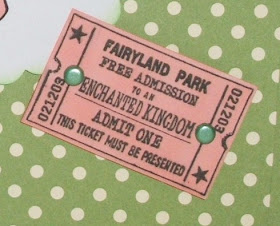 FAIRYLAND PARK
FREE ADMISSION
TO AN
ENCHANTED KINGDOM
ADMIT ONE
THIS TICKET MUST BE PRESENTED
021203
021203